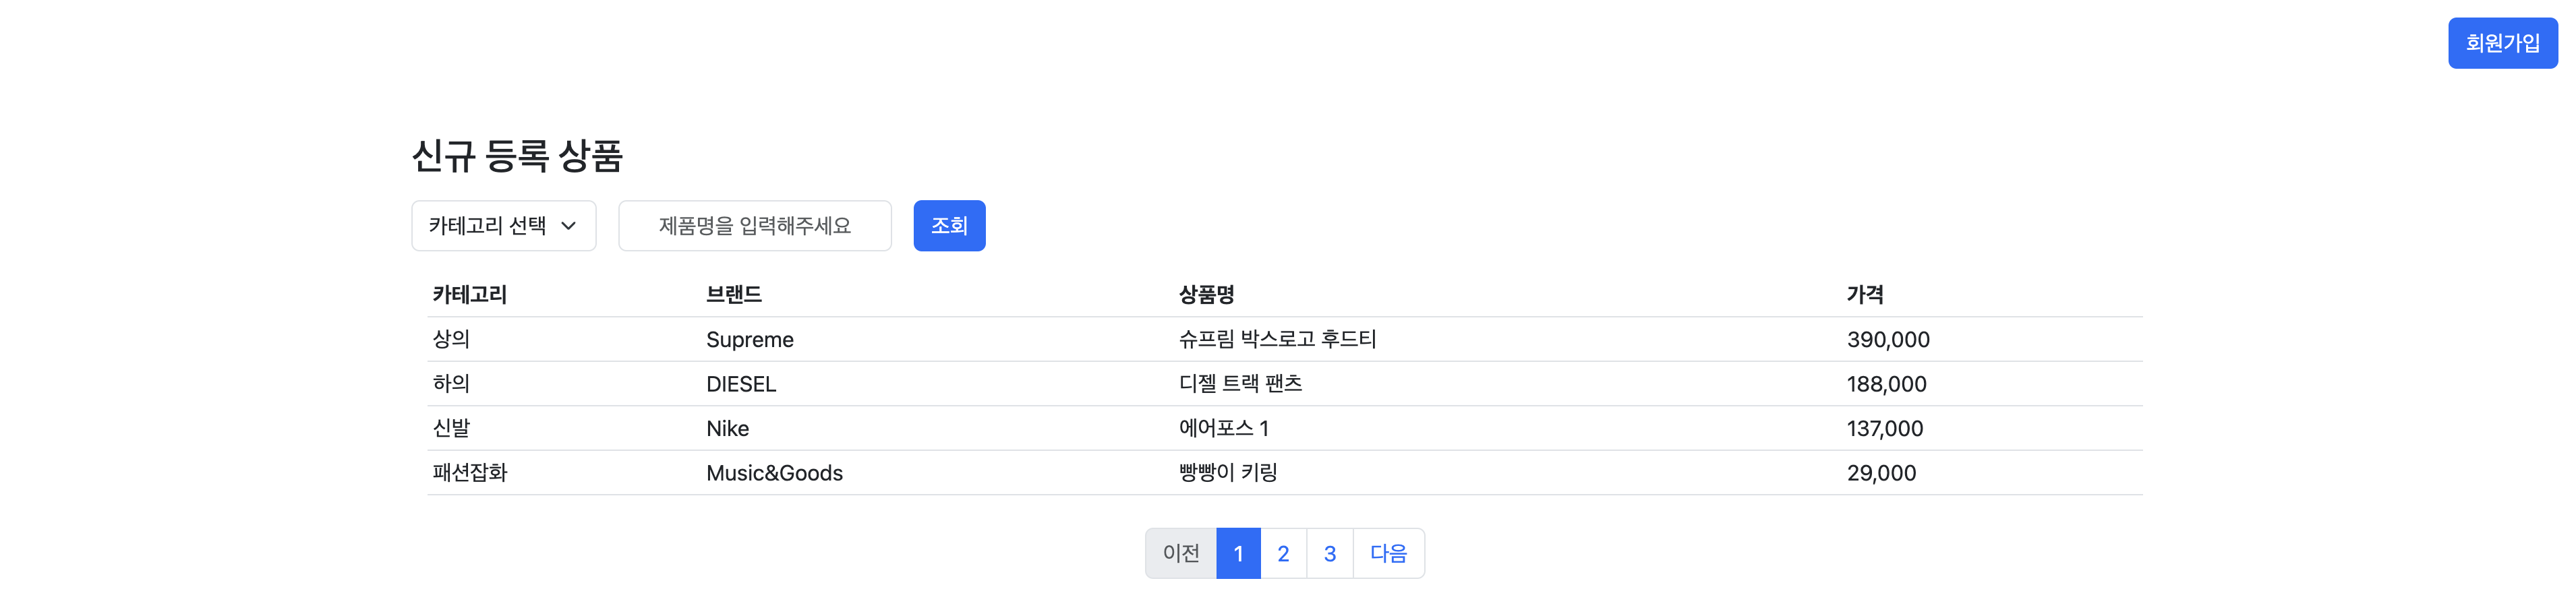 회원가입
신규 등록 상품
카테고리 선택 제품명을 입력해주세요 조회
카테고리 브랜드 상품명 가격
상의 Supreme 슈프림 박스로고 후드티 390,000
하의 DIESEL 디젤 트랙 팬츠 188,000
신발 Nike 에어포스 1 137,000
패션잡화 Music&Goods 빵빵이 키링 29,000
이전 1 2 3 다음